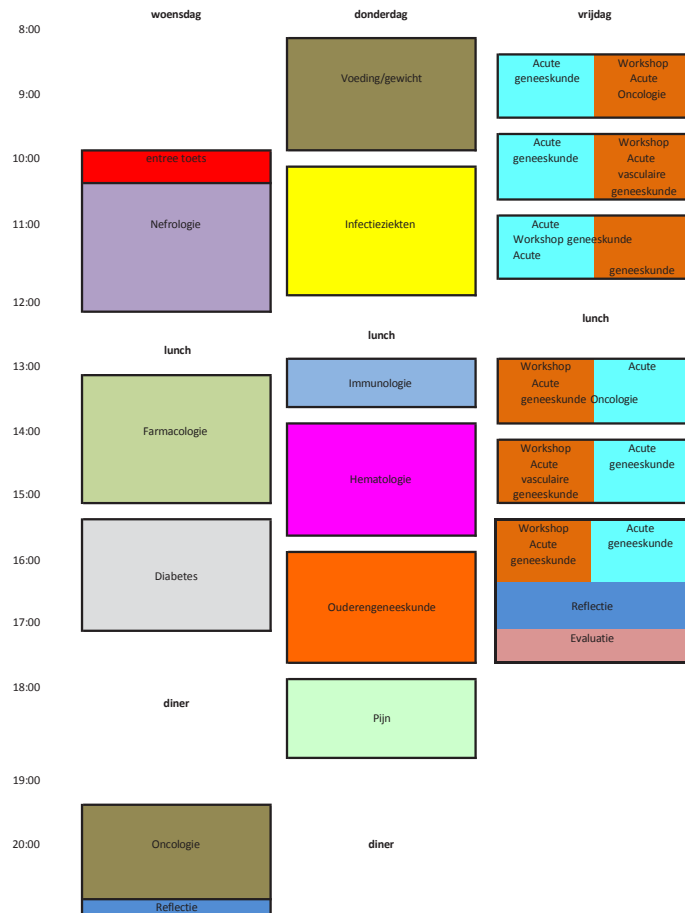 woensdag donderdag vrijdag
8:00
Voeding/gewicht
Acute
geneeskunde
Workshop
Acute
Oncologie
9:00
10:00
entree toets
Acute
geneeskunde
Workshop
Acute
vasculaire
geneeskunde
11:00
Nefrologie
Infectieziekten
Acute
Workshop geneeskunde
Acute
geneeskunde
12:00
lunch
lunch
lunch
13:00
Immunologie
Workshop
Acute
geneeskunde Oncologie
Acute
14:00
Farmacologie
Hematologie
Workshop
Acute
vasculaire
geneeskunde
Acute
geneeskunde
15:00
16:00
Diabetes
Ouderengeneeskunde
Workshop
Acute
geneeskunde
Acute
geneeskunde
Reflectie
17:00
Evaluatie
18:00
diner
Pijn
19:00
20:00
Oncologie
diner
Reflectie